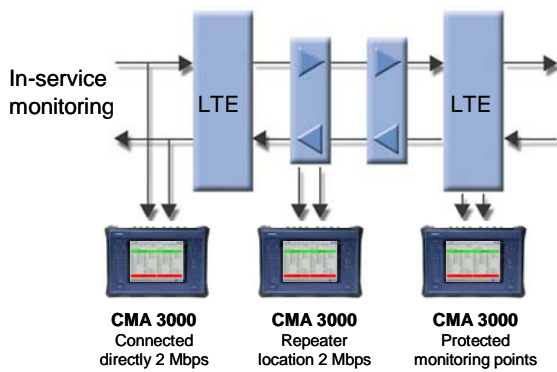 In-service
monitoring
LTE
LTE
CMA 3000
Connected
directly 2 Mbps
CMA 3000
Repeater
location 2 Mbps
CMA 3000
Protected
monitoring points